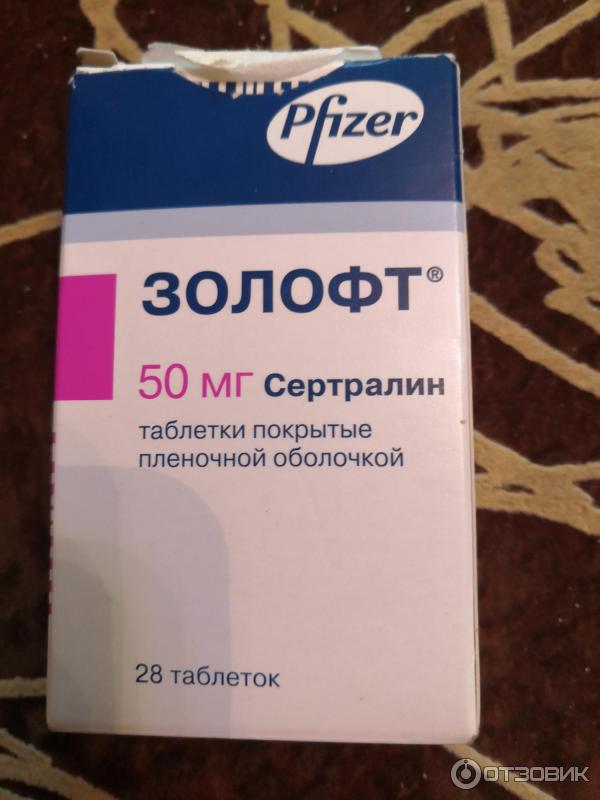 Pfizer
ЗОЛОФТ®
50 мг Сертралин
таблетки покрытые
пленочной оболочкой
28 таблеток
ОТЗОВИК